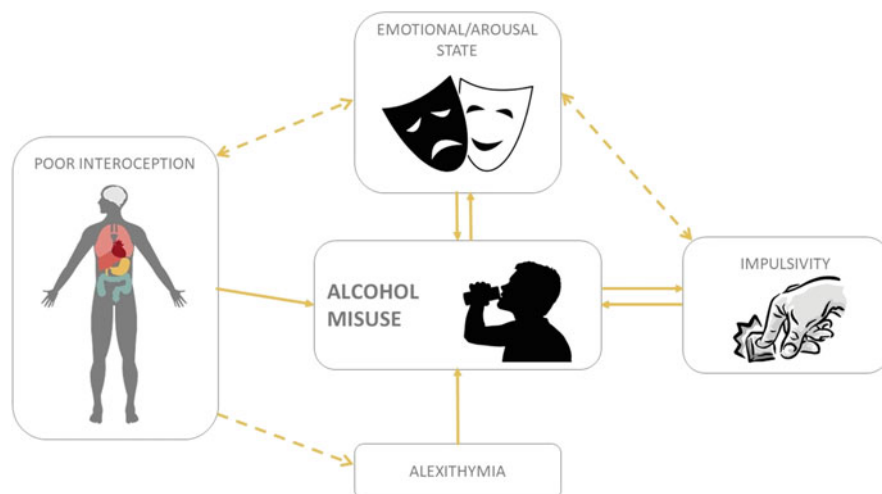 EMOTIONAL/AROUSAL
STATE
POOR INTEROCEPTION
ALCOHOL
MISUSE
IMPULSIVITY
ALEXITHYMIA